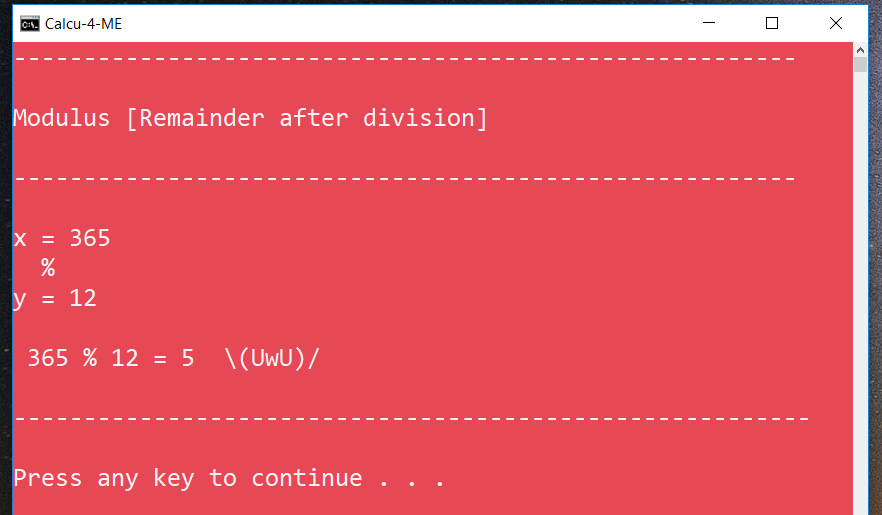 Calcu-4-ME
--------------------------------------------------------
Modulus [Remainder after division]
--------------------------------------------------------
x = 365
%
y = 12
365 % 12 = 5 \(UwU)/
---------------------------------------------------------
Press any key to continue . . .